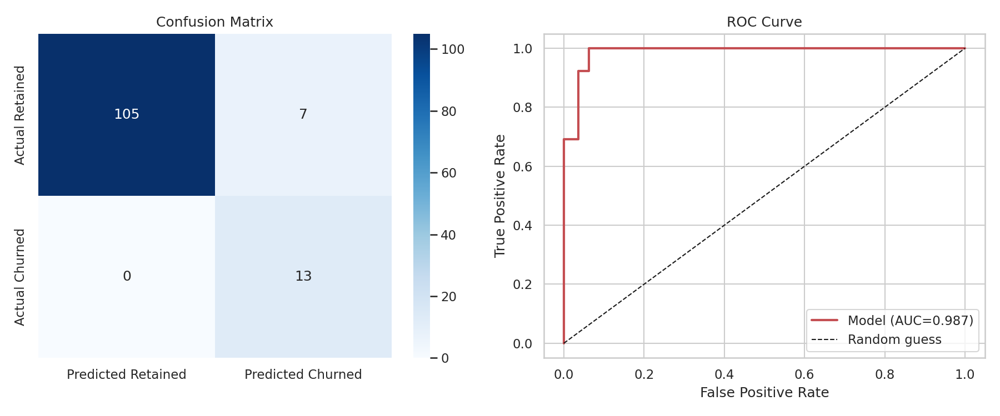 Confusion Matrix
Actual Retained
Actual Churned
105
7
0
13
Predicted Retained
Predicted Churned
100
80
60
40
20
0
ROC Curve
True Positive Rate
1.0
0.8
0.6
0.4
0.2
0.0
Model (AUC=0.987)
Random guess
0.0
0.2
0.4
0.6
0.8
1.0
False Positive Rate